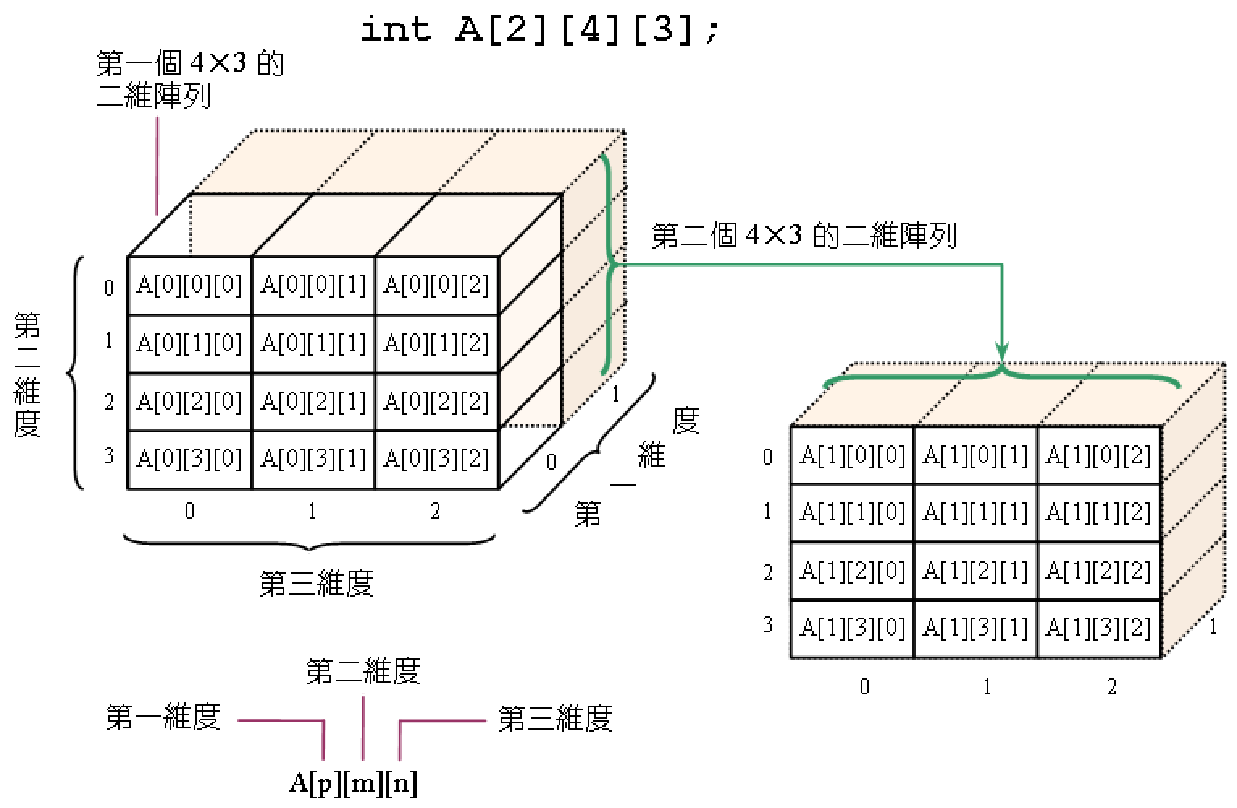 int A[2][4][3];
第一個 4×3 的
二維陣列
第二個 4×3 的二維陣列
第二維度
0 A[0][0][0] A[0][0][1] A[0][0][2]
1 A[0][1][0] A[0][1][1] A[0][1][2]
2 A[0][2][0] A[0][2][1] A[0][2][2]
3 A[0][3][0] A[0][3][1] A[0][3][2]
0 1 2
第三維度
0 1
第一維度
0 A[1][0][0] A[1][0][1] A[1][0][2]
1 A[1][1][0] A[1][1][1] A[1][1][2]
2 A[1][2][0] A[1][2][1] A[1][2][2]
3 A[1][3][0] A[1][3][1] A[1][3][2]
1
0 1 2
第二維度
第一維度
第三維度
A[p][m][n]